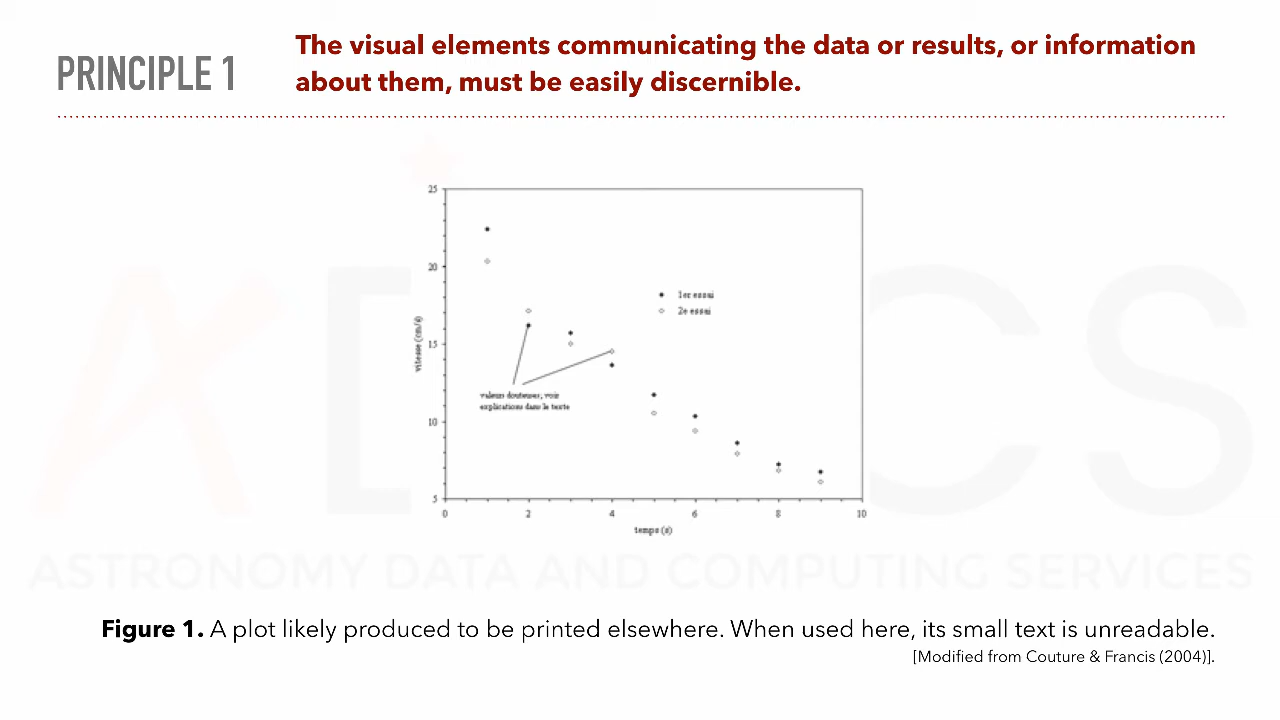 PRINCIPLE 1
The visual elements communicating the data or results, or information
about them, must be easily discernible.
25
20
15
10
5
vitesse (cm/s)
1er essai
2e essai
valeurs douteuses; voir
explications dans le texte
0 2 4 6 8 10
temps (s)
ASTRONOMY DATA AND COMPUTING SERVICES
Figure 1. A plot likely produced to be printed elsewhere. When used here, its small text is unreadable.
[Modified from Couture & Francis (2004)].